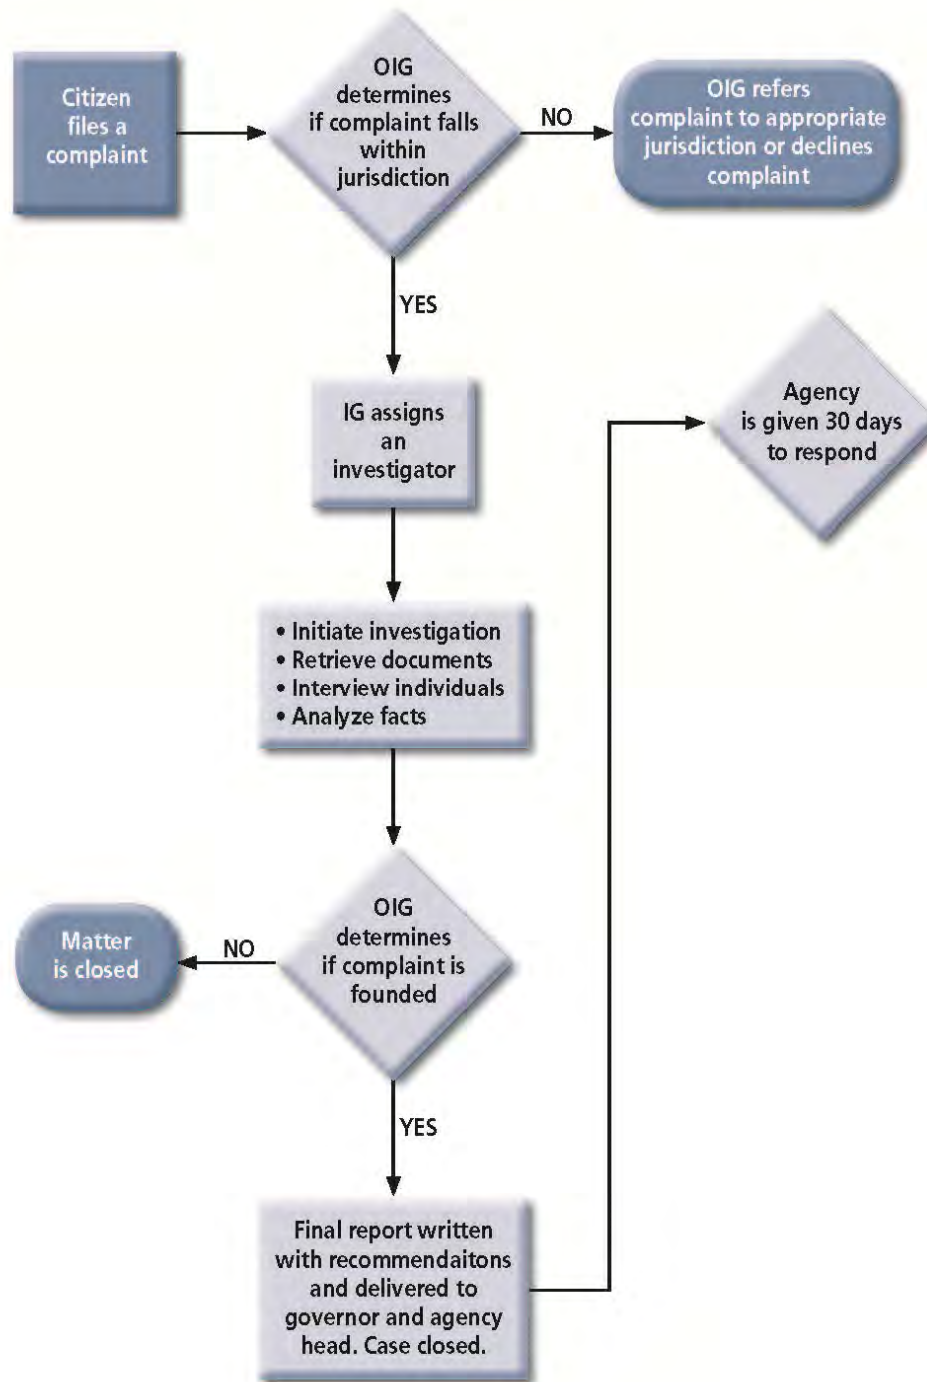 Citizen
files a
complaint
OIG
determines
if complaint falls
within
jurisdiction
NO
OIG refers
complaint to appropriate
jurisdiction or declines
complaint
YES
IG assigns
an
investigator
Agency
is given 30 days
to respond
• Initiate investigation
• Retrieve documents
• Interview individuals
• Analyze facts
OIG
determines
if complaint is
founded
NO
Matter
is closed
YES
Final report written
with recommendaitons
and delivered to
governor and agency
head. Case closed.